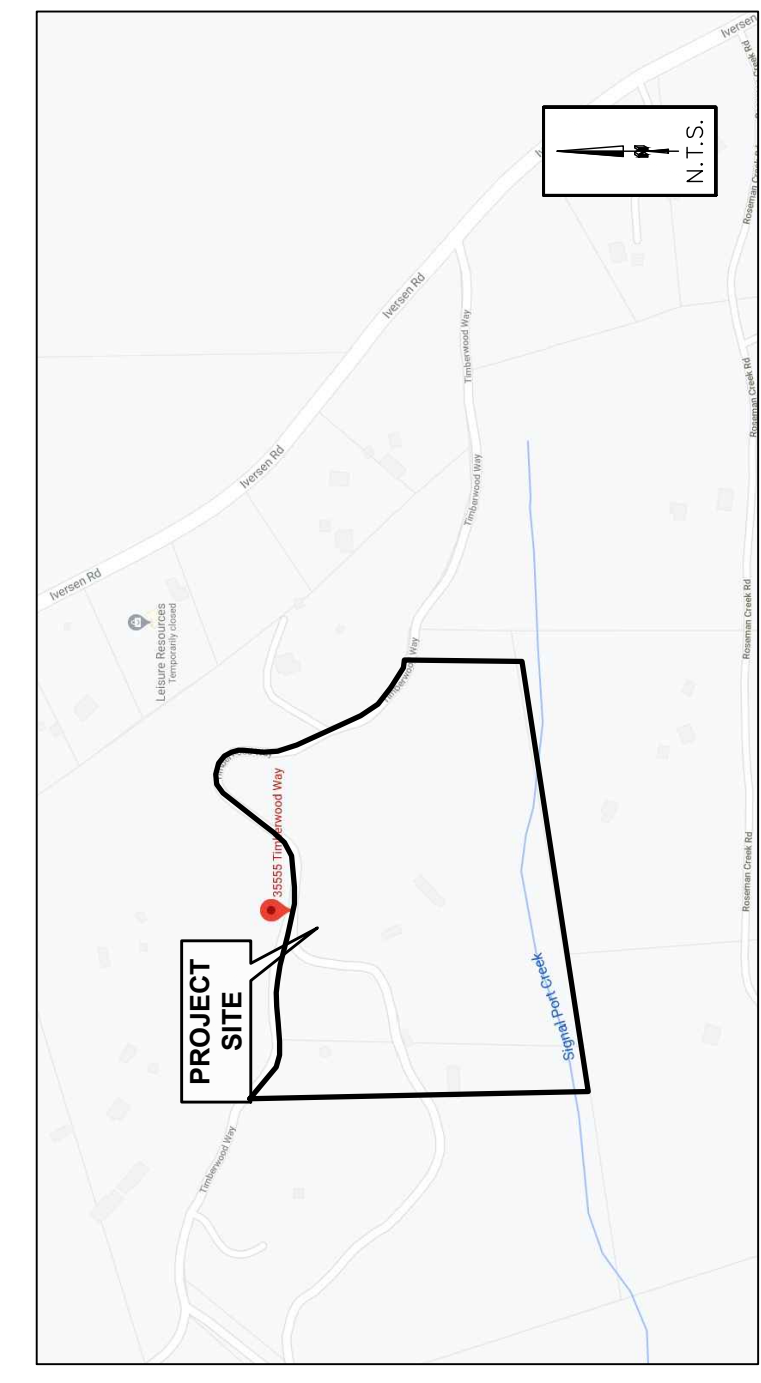 Iversen
Iversen Rd
Iversen Rd
Iversen Rd
N.T.S.
Roseman Creek Rd
Roseman Creek Rd
Roseman Creek Rd
Roseman Creek Rd
Timberwood Way
Timberwood Way
Timberwood Way
Timberwood Way
Leisure Resources
Temporarily closed
35555 Timberwood Way
PROJECT
SITE
Signal Port Creek